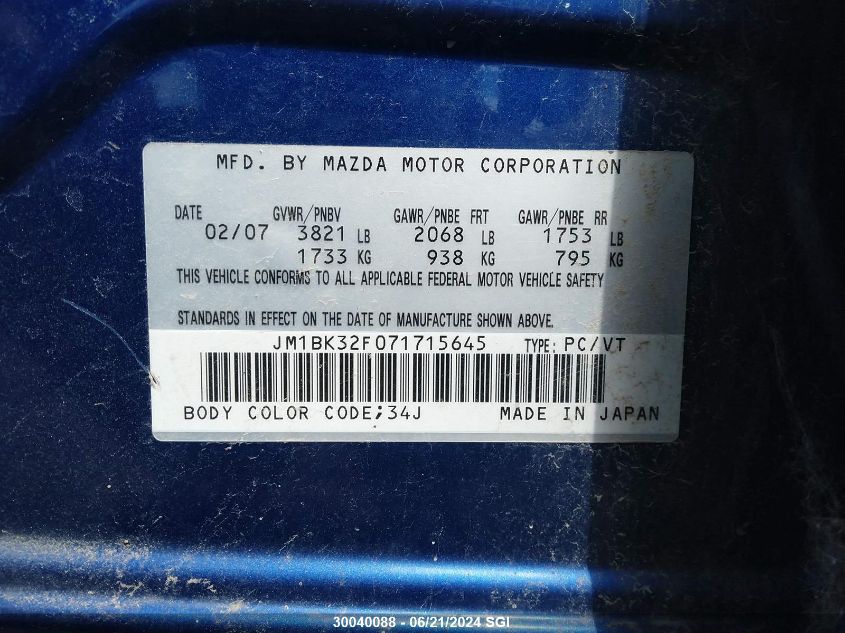 MFD. BY MAZDA MOTOR CORPORATION
DATE GVWR/PNBV GAWR/PNBE FRT GAWR/PNBE RR
02/07 3821 LB 2068 LB 1753 LB
1733 KG 938 KG 795 KG
THIS VEHICLE CONFORMS TO ALL APPLICABLE FEDERAL MOTOR VEHICLE SAFETY
STANDARDS IN EFFECT ON THE DATE OF MANUFACTURE SHOWN ABOVE.
JM1BK32F071715645 TYPE: PC/VT
BODY COLOR CODE;34J MADE IN JAPAN
30040088 - 06/21/2024 SGI